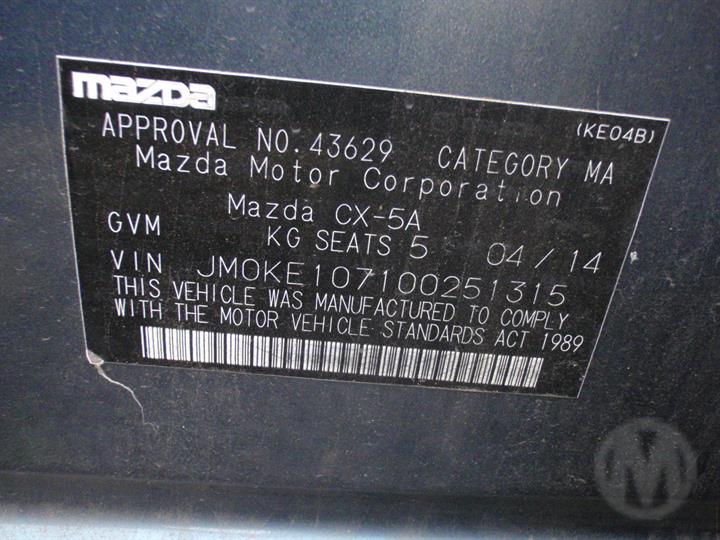 mazda
(KE04B)
APPROVAL NO. 43629 CATEGORY MA
Mazda Motor Corporation
Mazda CX-5A
GVM KG SEATS 5 04/14
VIN JM0KE107100251315
THIS VEHICLE WAS MANUFACTURED TO COMPLY
WITH THE MOTOR VEHICLE STANDARDS ACT 1989
M